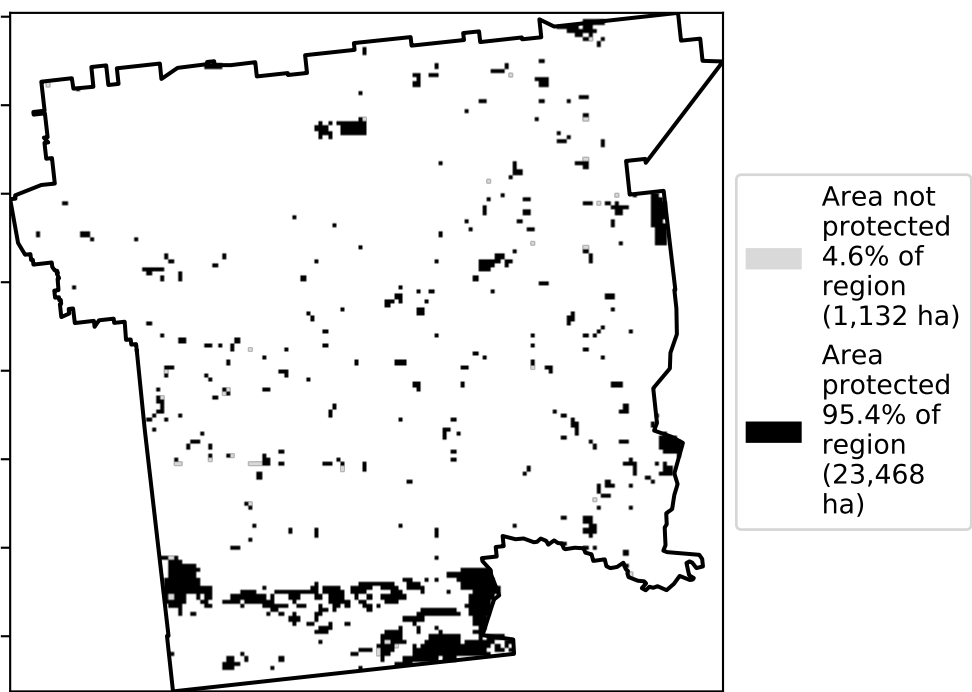 Area not
protected
4.6% of
region
(1,132 ha)
Area
protected
95.4% of
region
(23,468
ha)